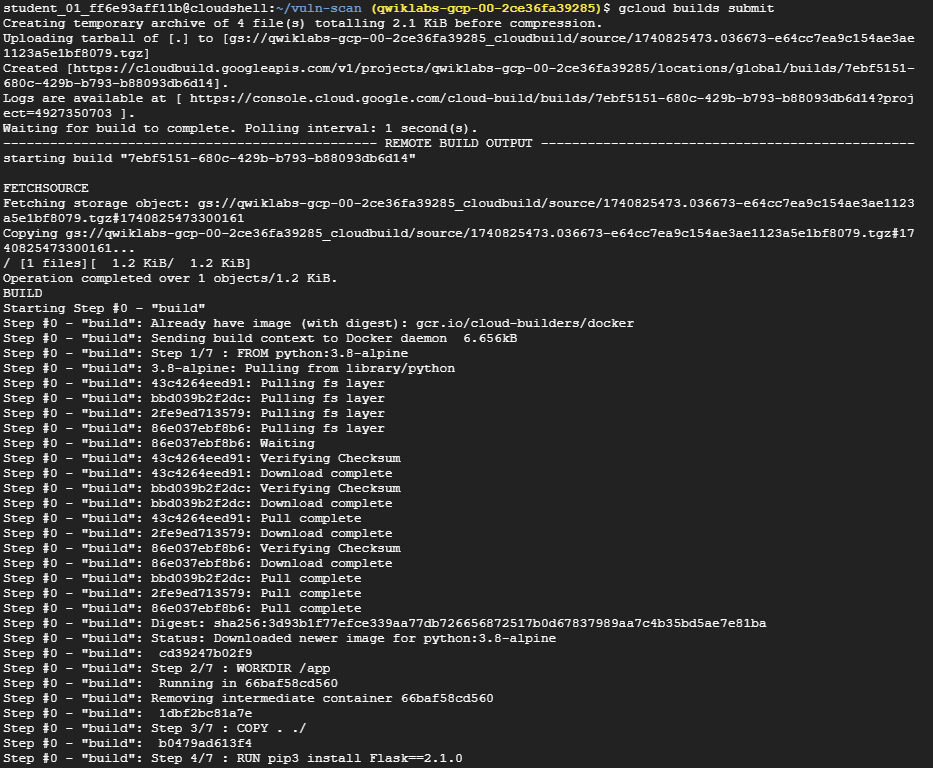 student_01_ff6e93aff11b@cloudshell:~/vuln-scan (qwiklabs-gcp-00-2ce36fa39285)$ gcloud builds submit
Creating temporary archive of 4 file(s) totalling 2.1 KiB before compression.
Uploading tarball of [.] to [gs://qwiklabs-gcp-00-2ce36fa39285_cloudbuild/source/1740825473.036673-e64cc7ea9c154ae3ae
1123a5e1bf8079.tgz]
Created [https://cloudbuild.googleapis.com/v1/projects/qwiklabs-gcp-00-2ce36fa39285/locations/global/builds/7ebf5151-
680c-429b-b793-b88093db6d14].
Logs are available at [ https://console.cloud.google.com/cloud-build/builds/7ebf5151-680c-429b-b793-b88093db6d14?proj
ect=4927350703 ].
Waiting for build to complete. Polling interval: 1 second(s).
------------------------------------------------ REMOTE BUILD OUTPUT ------------------------------------------------
starting build "7ebf5151-680c-429b-b793-b88093db6d14"
FETCHSOURCE
Fetching storage object: gs://qwiklabs-gcp-00-2ce36fa39285_cloudbuild/source/1740825473.036673-e64cc7ea9c154ae3ae1123
a5e1bf8079.tgz#1740825473300161
Copying gs://qwiklabs-gcp-00-2ce36fa39285_cloudbuild/source/1740825473.036673-e64cc7ea9c154ae3ae1123a5e1bf8079.tgz#17
40825473300161...
/ [1 files][  1.2 KiB/  1.2 KiB]
Operation completed over 1 objects/1.2 KiB.
BUILD
Starting Step #0 - "build"
Step #0 - "build": Already have image (with digest): gcr.io/cloud-builders/docker
Step #0 - "build": Sending build context to Docker daemon  6.656kB
Step #0 - "build": Step 1/7 : FROM python:3.8-alpine
Step #0 - "build": 3.8-alpine: Pulling from library/python
Step #0 - "build": 43c4264eed91: Pulling fs layer
Step #0 - "build": bbd039b2f2dc: Pulling fs layer
Step #0 - "build": 2fe9ed713579: Pulling fs layer
Step #0 - "build": 86e037ebf8b6: Pulling fs layer
Step #0 - "build": 86e037ebf8b6: Waiting
Step #0 - "build": 43c4264eed91: Verifying Checksum
Step #0 - "build": 43c4264eed91: Download complete
Step #0 - "build": bbd039b2f2dc: Verifying Checksum
Step #0 - "build": bbd039b2f2dc: Download complete
Step #0 - "build": 43c4264eed91: Pull complete
Step #0 - "build": 2fe9ed713579: Download complete
Step #0 - "build": 86e037ebf8b6: Verifying Checksum
Step #0 - "build": 86e037ebf8b6: Download complete
Step #0 - "build": bbd039b2f2dc: Pull complete
Step #0 - "build": 2fe9ed713579: Pull complete
Step #0 - "build": 86e037ebf8b6: Pull complete
Step #0 - "build": Digest: sha256:3d93b1f77efce339aa77db726656872517b0d67837989aa7c4b35bd5ae7e81ba
Step #0 - "build": Status: Downloaded newer image for python:3.8-alpine
Step #0 - "build":  cd39247b02f9
Step #0 - "build": Step 2/7 : WORKDIR /app
Step #0 - "build":  Running in 66baf58cd560
Step #0 - "build": Removing intermediate container 66baf58cd560
Step #0 - "build":  1dbf2bc81a7e
Step #0 - "build": Step 3/7 : COPY . ./
Step #0 - "build":  b0479ad613f4
Step #0 - "build": Step 4/7 : RUN pip3 install Flask==2.1.0